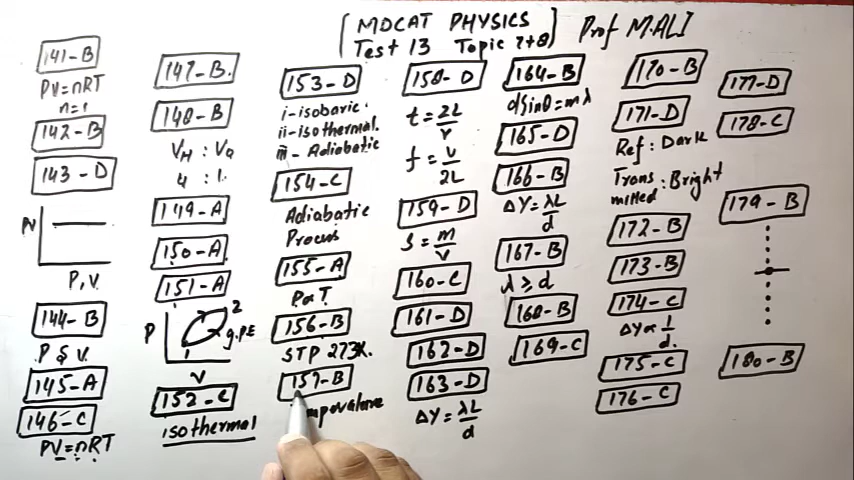 [MDCAT PHYSICS
Test 13 Topic 7+8]
Prof M.ALI
141-B
PV=nRT
n=1
142-B
143-D
PV
P,V
144-B
P & V
145-A
146-C
PV=nRT
147-B.
148-B
VH : VO
4 : 1.
149-A
150-A
151-A
P
2
1
g.PE
V
152-C
isothermal
153-D
i-isobaric.
ii-isothermal.
iii-Adiabatic
154-C
Adiabatic
Process
155-A
PαT
156-B
STP 273K.
157-B
158-D
t=2L/v
f=v/2L
159-D
ρ=m/v
160-C
161-D
162-D
163-D
ΔY=λL/d
164-B
dsinθ=mλ
165-D
166-B
ΔY=λL/d
167-B
λ≥d
168-B
169-C
170-B
171-D
Ref: Dark
Trans: Bright
mitted
172-B
173-B
174-C
ΔYα1/d.
175-C
176-C
177-D
178-C
179-B
180-B